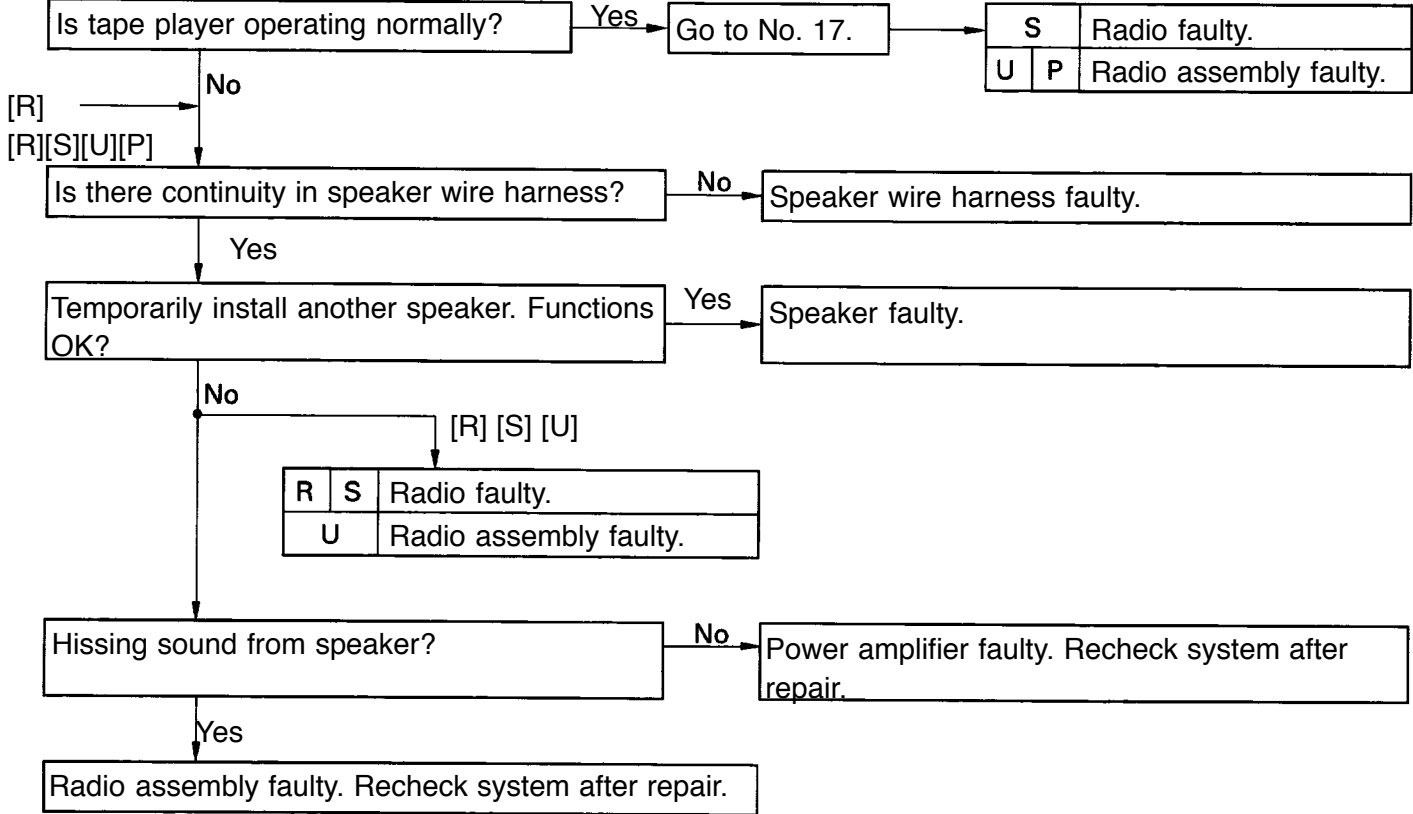 Is tape player operating normally?
Yes
Go to No. 17.
S Radio faulty.
U P Radio assembly faulty.
No
[R]
[R][S][U][P]
Is there continuity in speaker wire harness?
No
Speaker wire harness faulty.
Yes
Temporarily install another speaker. Functions
OK?
Yes
Speaker faulty.
No
[R] [S] [U]
R S Radio faulty.
U Radio assembly faulty.
Hissing sound from speaker?
No
Power amplifier faulty. Recheck system after
repair.
Yes
Radio assembly faulty. Recheck system after repair.